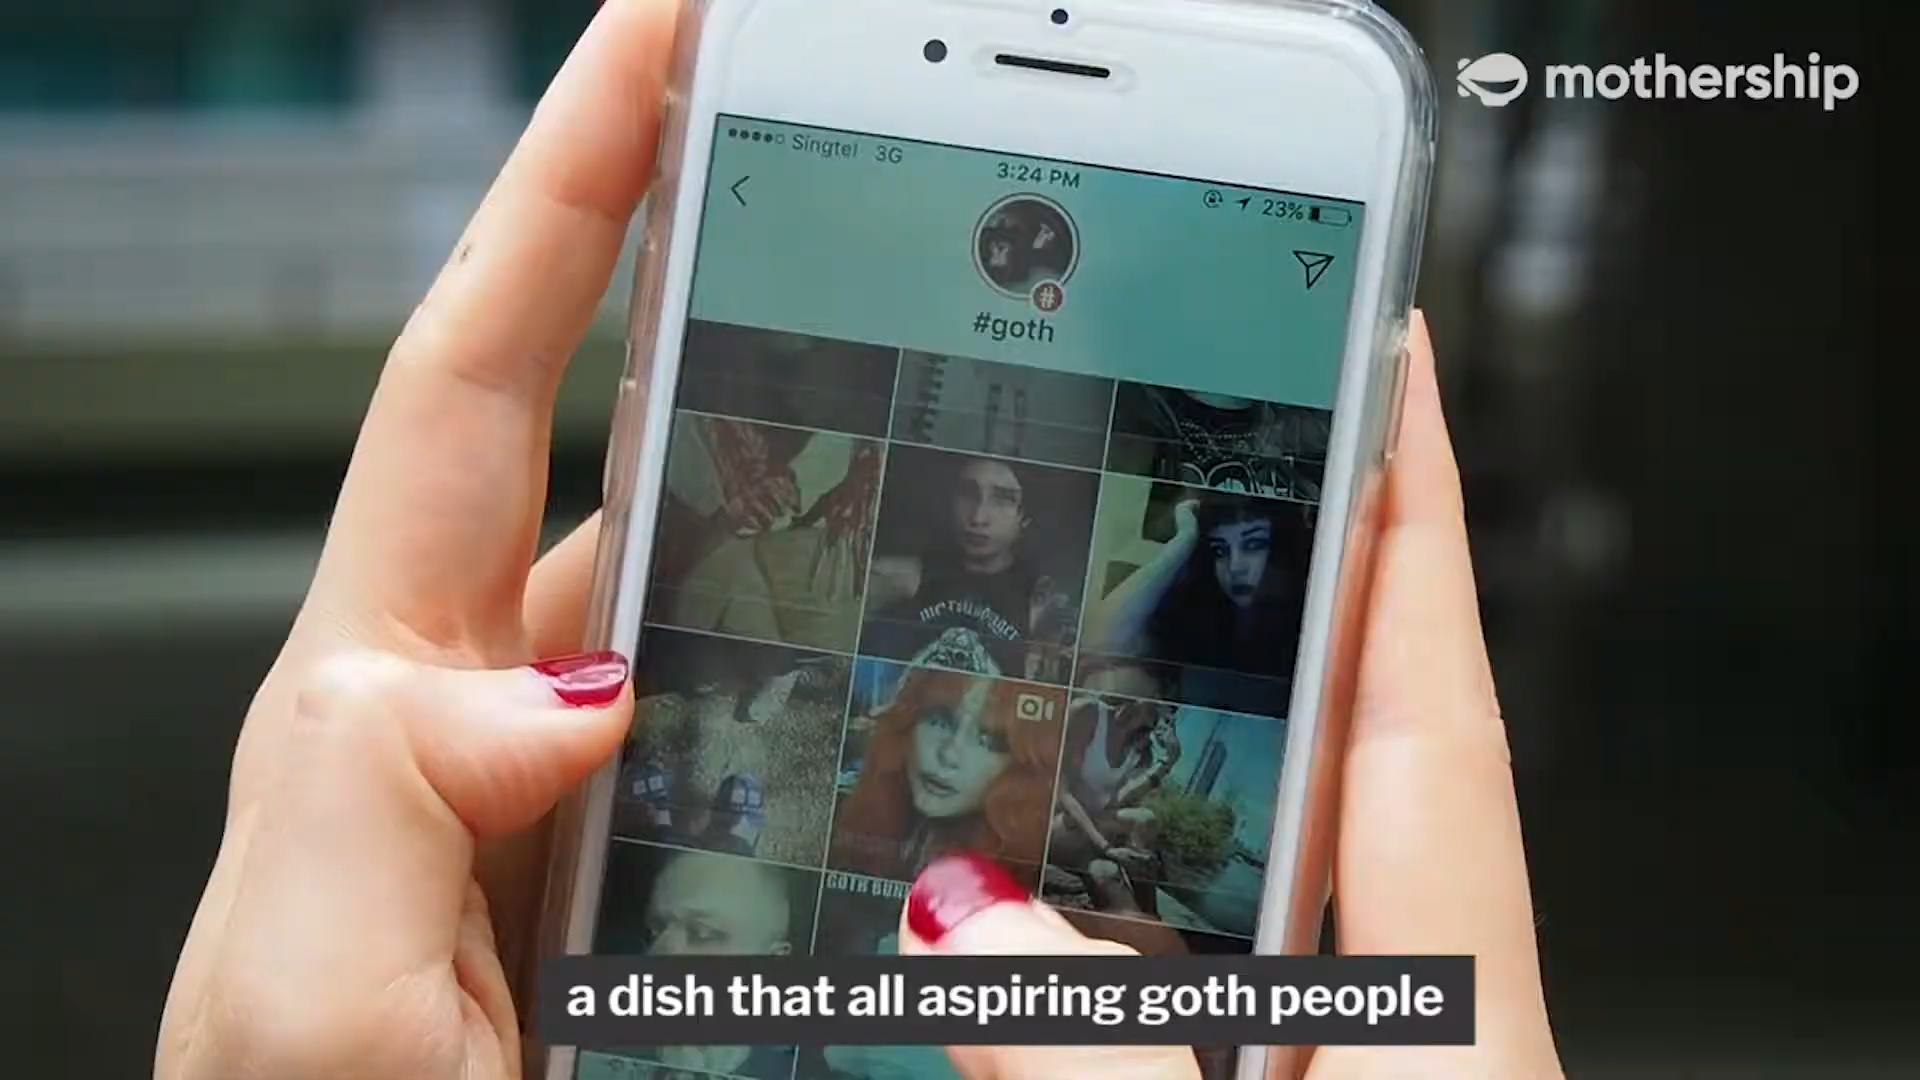 mothership
Singtel 3G
3:24 PM
23%
#
#goth
a dish that all aspiring goth people